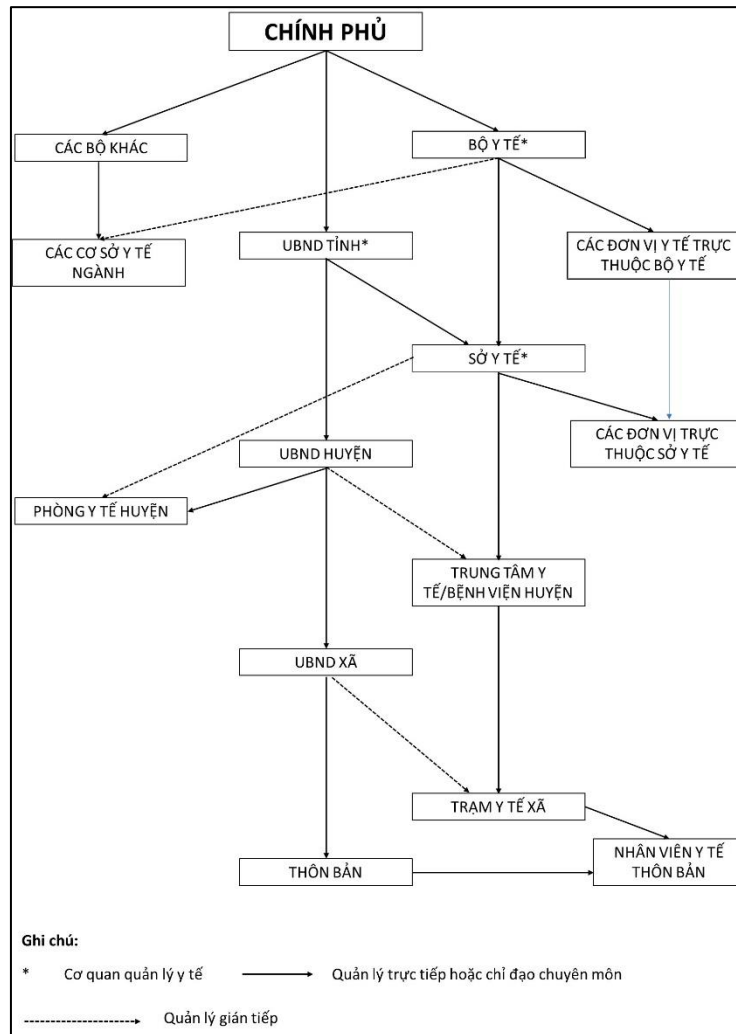 CHÍNH PHỦ
CÁC BỘ KHÁC
BỘ Y TẾ*
CÁC CƠ SỞ Y TẾ
NGÀNH
UBND TỈNH*
CÁC ĐƠN VỊ Y TẾ TRỰC
THUỘC BỘ Y TẾ
SỞ Y TẾ*
UBND HUYỆN
CÁC ĐƠN VỊ TRỰC
THUỘC SỞ Y TẾ
PHÒNG Y TẾ HUYỆN
TRUNG TÂM Y
TẾ/BỆNH VIỆN HUYỆN
UBND XÃ
TRẠM Y TẾ XÃ
THÔN BẢN
NHÂN VIÊN Y TẾ
THÔN BẢN
Ghi chú:
* Cơ quan quản lý y tế
Quản lý trực tiếp hoặc chỉ đạo chuyên môn
Quản lý gián tiếp